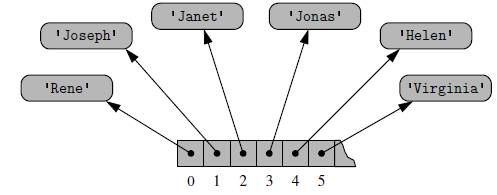 'Janet' 'Jonas'
'Joseph' 'Helen'
'Rene' 'Virginia'
0 1 2 3 4 5